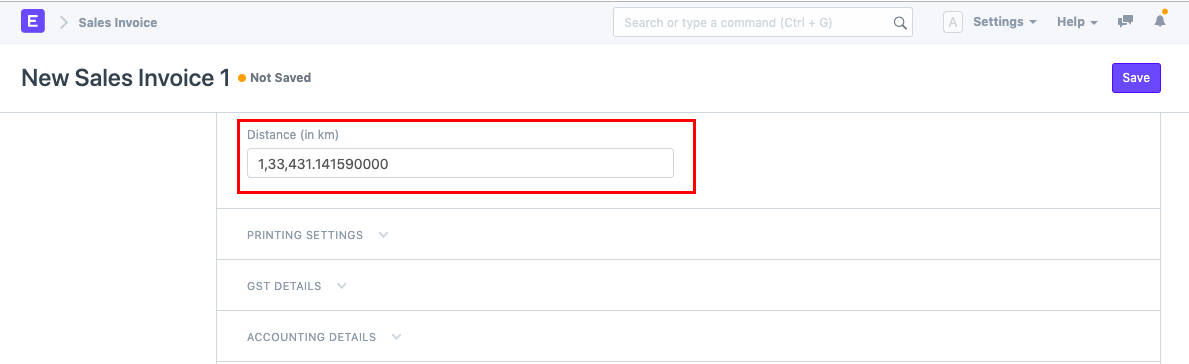 E Sales Invoice Search or type a command (Ctrl + G) A Settings Help
New Sales Invoice 1 Not Saved Save
Distance (in km)
1,33,431.141590000
PRINTING SETTINGS
GST DETAILS
ACCOUNTING DETAILS